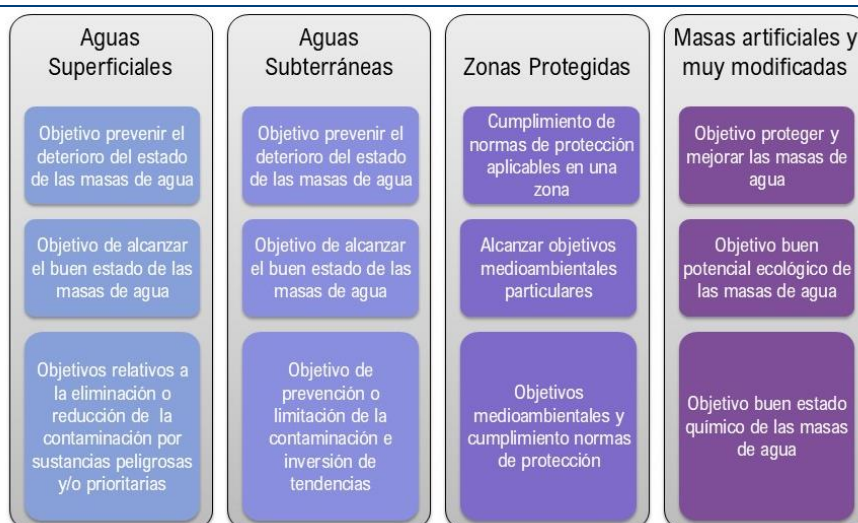 Aguas
Superficiales
Objetivo prevenir el
deterioro del estado
de las masas de agua
Objetivo de alcanzar
el buen estado de las
masas de agua
Objetivos relativos a
la eliminación o
reducción de la
contaminación por
sustancias peligrosas
y/o prioritarias
Aguas
Subterráneas
Objetivo prevenir el
deterioro del estado
de las masas de agua
Objetivo de alcanzar
el buen estado de las
masas de agua
Objetivo de
prevención o
limitación de la
contaminación e
inversión de
tendencias
Zonas Protegidas
Cumplimiento de
normas de protección
aplicables en una
zona
Alcanzar objetivos
medioambientales
particulares
Objetivos
medioambientales y
cumplimiento normas
de protección
Masas artificiales y
muy modificadas
Objetivo proteger y
mejorar las masas de
agua
Objetivo buen
potencial ecológico de
las masas de agua
Objetivo buen estado
químico de las masas
de agua